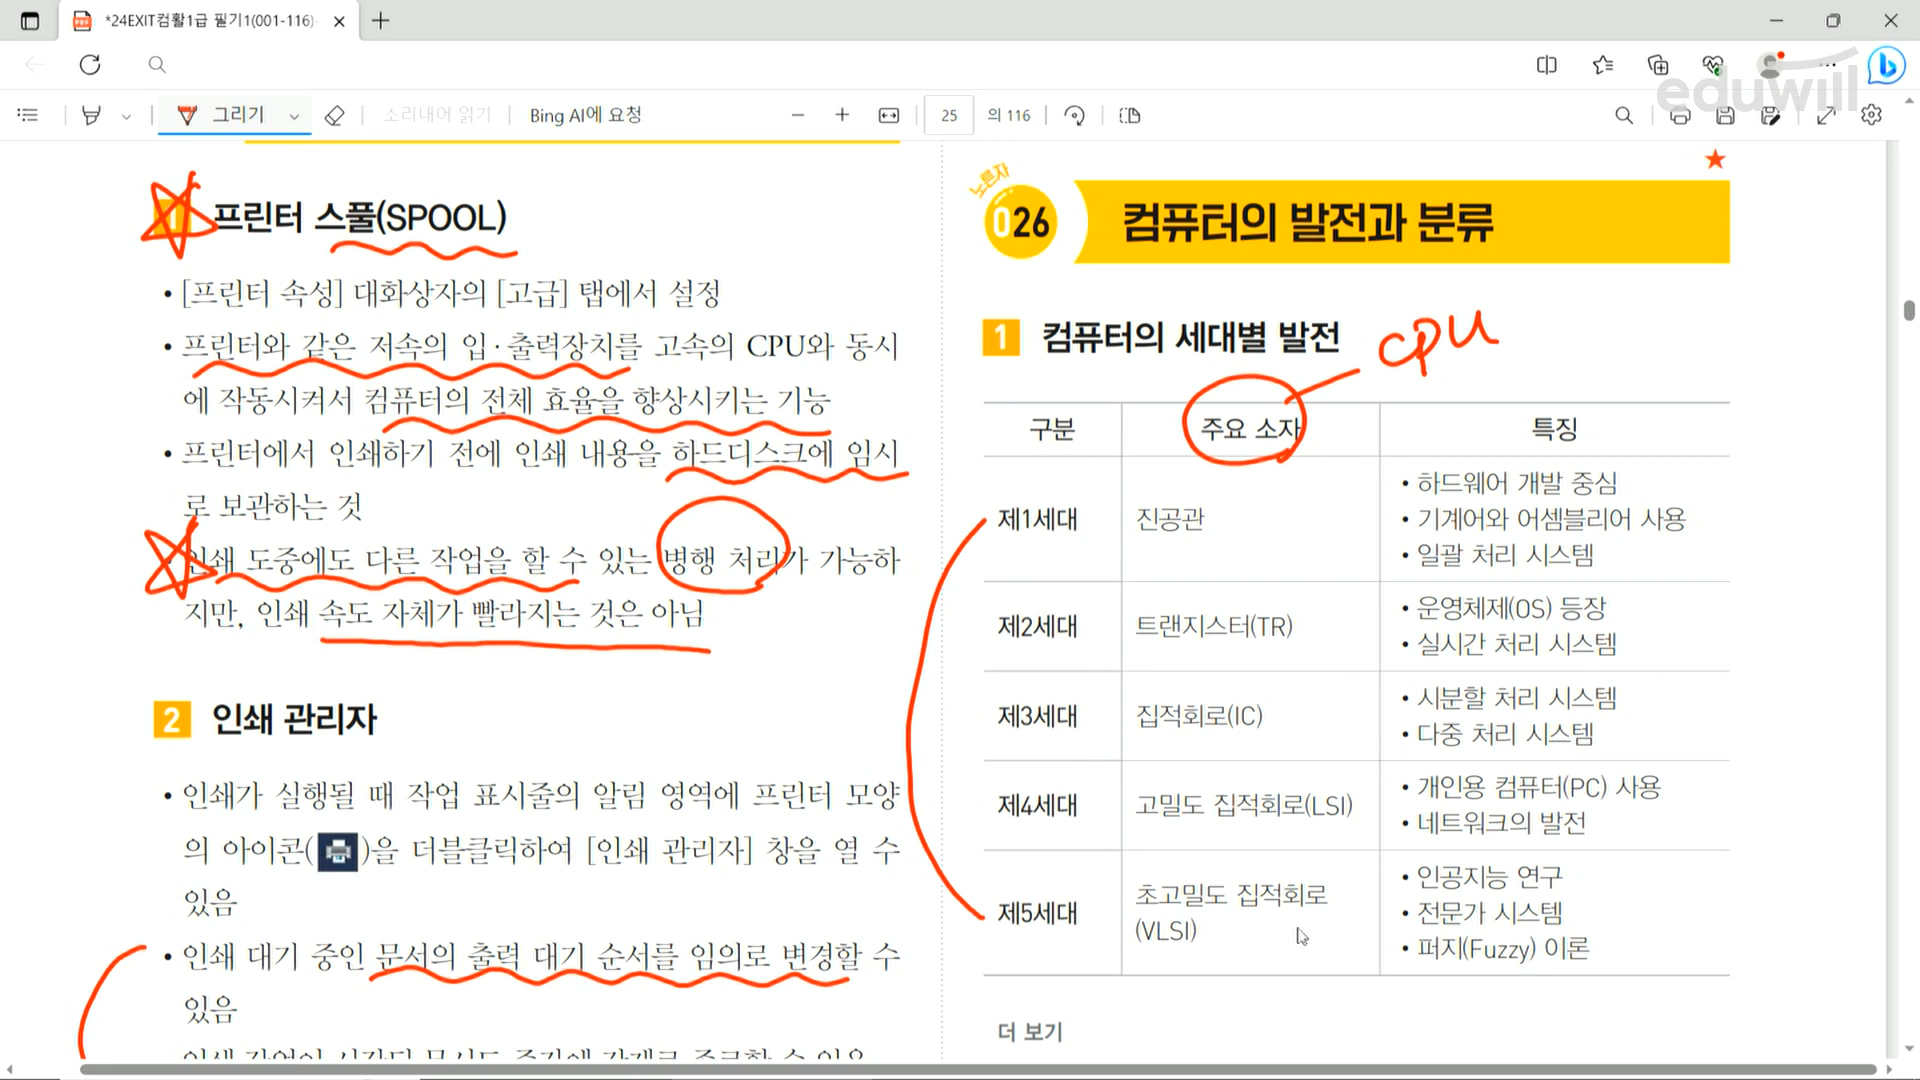 *24EXIT컴활1급 필기1(001-116)
eduwill
그리기
소리내어 읽기
Bing AI에 요청
25
의 116
1 프린터 스풀(SPOOL)
• [프린터 속성] 대화상자의 [고급] 탭에서 설정
• 프린터와 같은 저속의 입·출력장치를 고속의 CPU와 동시
에 작동시켜서 컴퓨터의 전체 효율을 향상시키는 기능
• 프린터에서 인쇄하기 전에 인쇄 내용을 하드디스크에 임시
로 보관하는 것
인쇄 도중에도 다른 작업을 할 수 있는 병행 처리가 가능하
지만, 인쇄 속도 자체가 빨라지는 것은 아님
2 인쇄 관리자
• 인쇄가 실행될 때 작업 표시줄의 알림 영역에 프린터 모양
의 아이콘( )을 더블클릭하여 [인쇄 관리자] 창을 열 수
있음
• 인쇄 대기 중인 문서의 출력 대기 순서를 임의로 변경할 수
있음
노른자
026 컴퓨터의 발전과 분류
1 컴퓨터의 세대별 발전
CPU
구분 주요 소자 특징
제1세대 진공관
• 하드웨어 개발 중심
• 기계어와 어셈블리어 사용
• 일괄 처리 시스템
제2세대 트랜지스터(TR)
• 운영체제(OS) 등장
• 실시간 처리 시스템
제3세대 집적회로(IC)
• 시분할 처리 시스템
• 다중 처리 시스템
제4세대 고밀도 집적회로(LSI)
• 개인용 컴퓨터(PC) 사용
• 네트워크의 발전
제5세대 초고밀도 집적회로
(VLSI)
• 인공지능 연구
• 전문가 시스템
• 퍼지(Fuzzy) 이론
더 보기